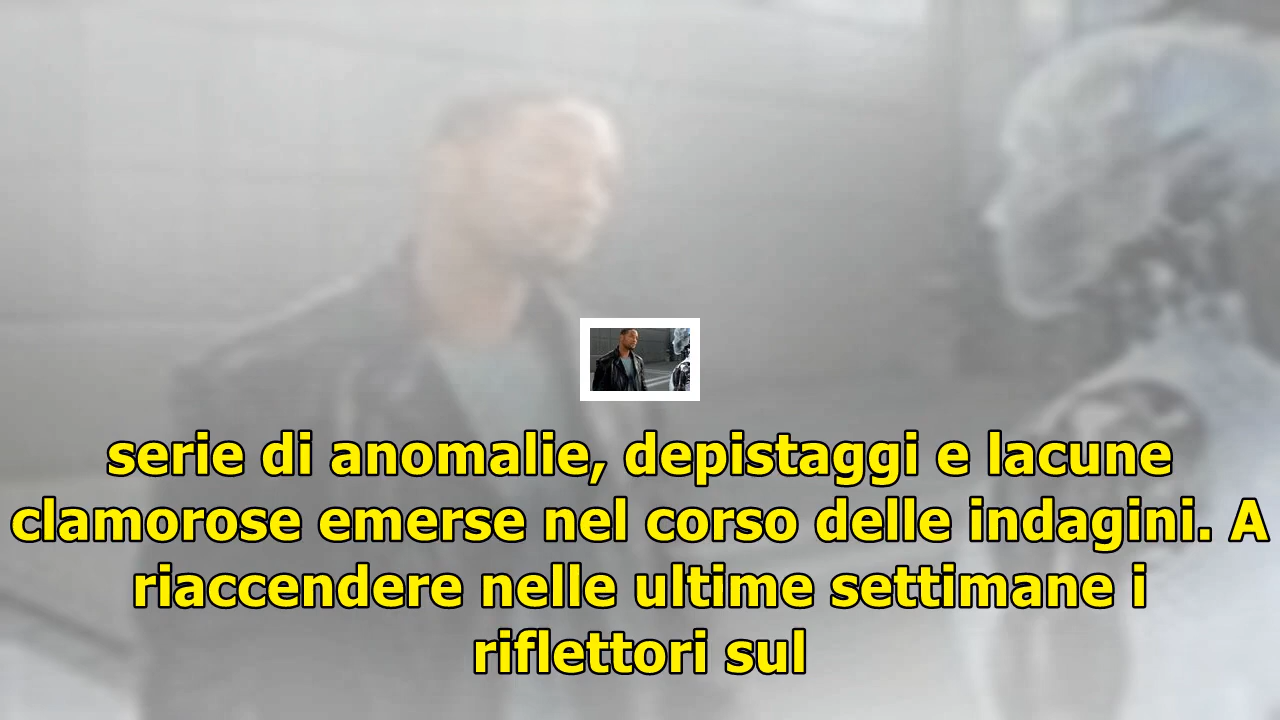 serie di anomalie, depistaggi e lacune
clamorose emerse nel corso delle indagini. A
riaccendere nelle ultime settimane i
riflettori sul